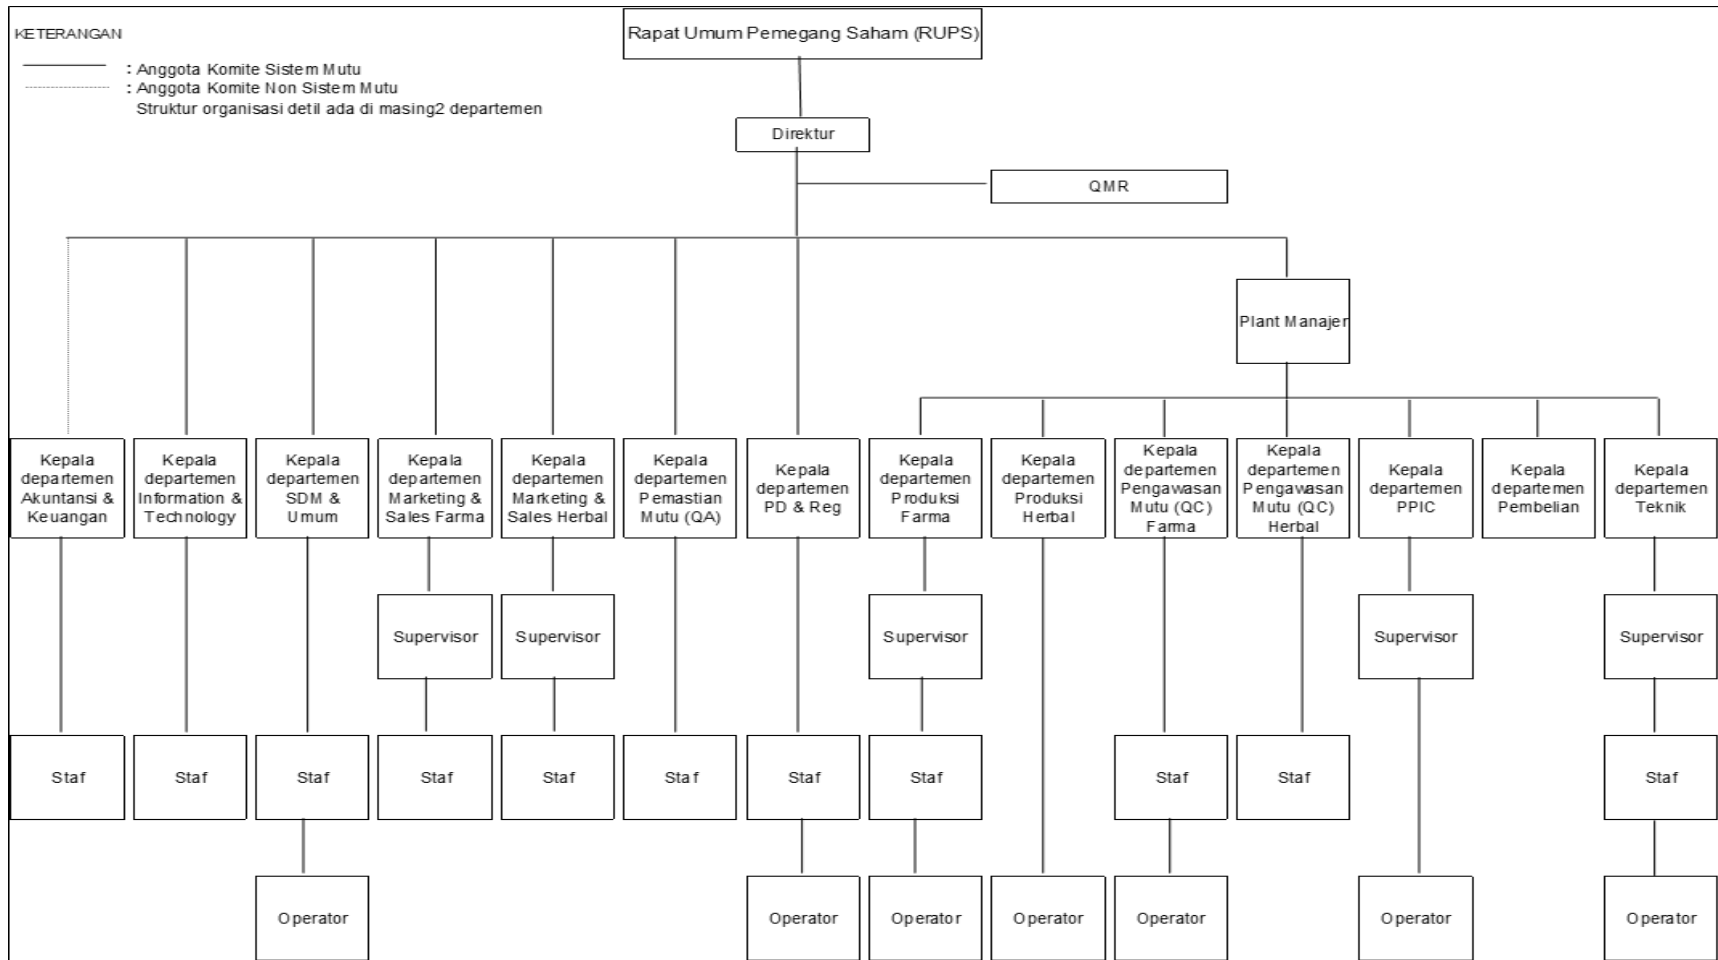 KETERANGAN
: Anggota Komite Sistem Mutu
: Anggota Komite Non Sistem Mutu
Struktur organisasi detil ada di masing2 departemen
Rapat Umum Pemegang Saham (RUPS)
Direktur
QMR
Plant Manajer
Kepala
departemen
Akuntansi &
Keuangan
Kepala
departemen
Information &
Technology
Kepala
departemen
SDM &
Umum
Kepala
departemen
Marketing &
Sales Farma
Kepala
departemen
Marketing &
Sales Herbal
Kepala
departemen
Pemastian
Mutu (QA)
Kepala
departemen
PD & Reg
Kepala
departemen
Produksi
Farma
Kepala
departemen
Produksi
Herbal
Kepala
departemen
Pengawasan
Mutu (QC)
Farma
Kepala
departemen
Pengawasan
Mutu (QC)
Herbal
Kepala
departemen
PPIC
Kepala
departemen
Pembelian
Kepala
departemen
Teknik
Supervisor
Supervisor
Supervisor
Supervisor
Supervisor
Staf
Staf
Staf
Staf
Staf
Staf
Staf
Staf
Staf
Staf
Staf
Operator
Operator
Operator
Operator
Operator
Operator
Operator